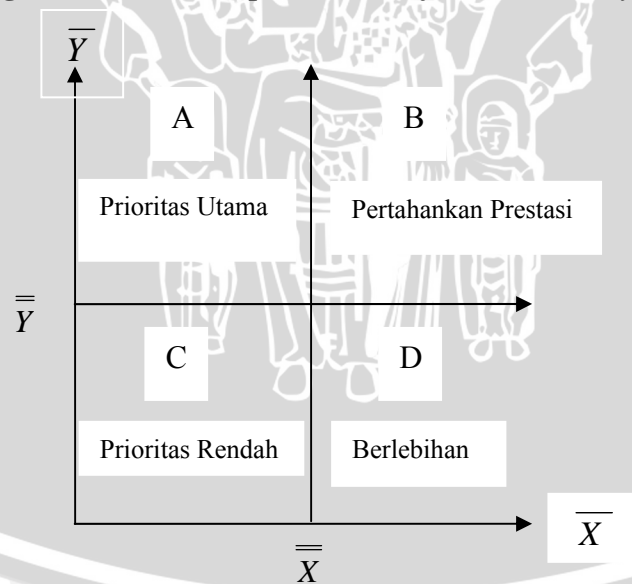 Y̅
A
B
Prioritas Utama
Pertahankan Prestasi
Y̿
C
D
Prioritas Rendah
Berlebihan
X̅
X̿